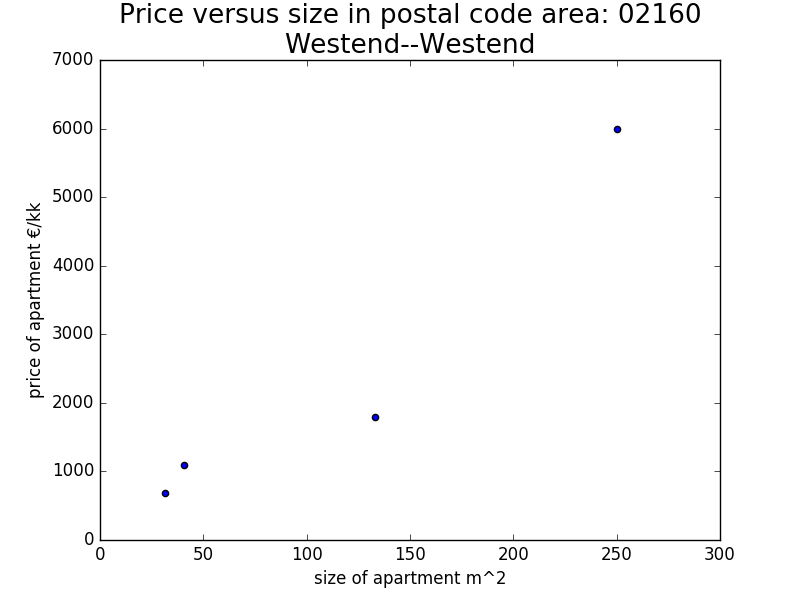 Price versus size in postal code area: 02160
Westend--Westend
7000
6000
5000
4000
3000
2000
1000
0
price of apartment €/kk
0 50 100 150 200 250 300
size of apartment m^2